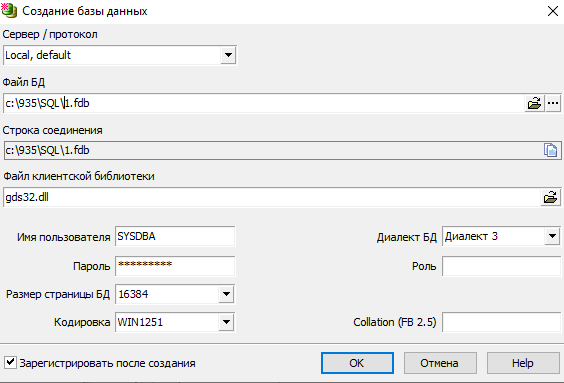 Создание базы данных
Сервер / протокол
Local, default
Файл БД
c:\935\SQL\1.fdb
Строка соединения
c:\935\SQL\1.fdb
Файл клиентской библиотеки
gds32.dll
Имя пользователя SYSDBA Диалект БД Диалект 3
Пароль ********* Роль
Размер страницы БД 16384
Кодировка WIN1251 Collation (FB 2.5)
Зарегистрировать после создания OK Отмена Help